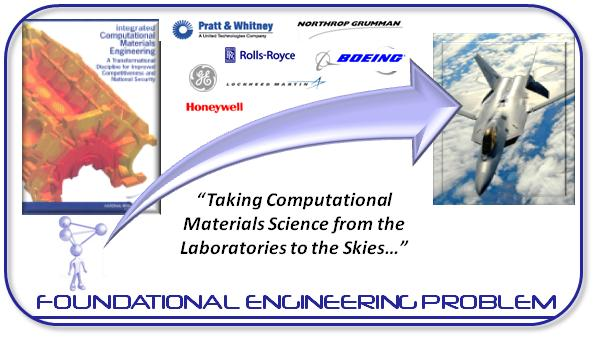 Integrated
Computational
Materials
Engineering
A Transformational
Discipline for Improved
Competitiveness and
National Security
Pratt & Whitney
A United Technologies Company
NORTHROP GRUMMAN
Rolls-Royce
BOEING
GE
LOCKHEED MARTIN
Honeywell
“Taking Computational
Materials Science from the
Laboratories to the Skies…”
FOUNDATIONAL ENGINEERING PROBLEM